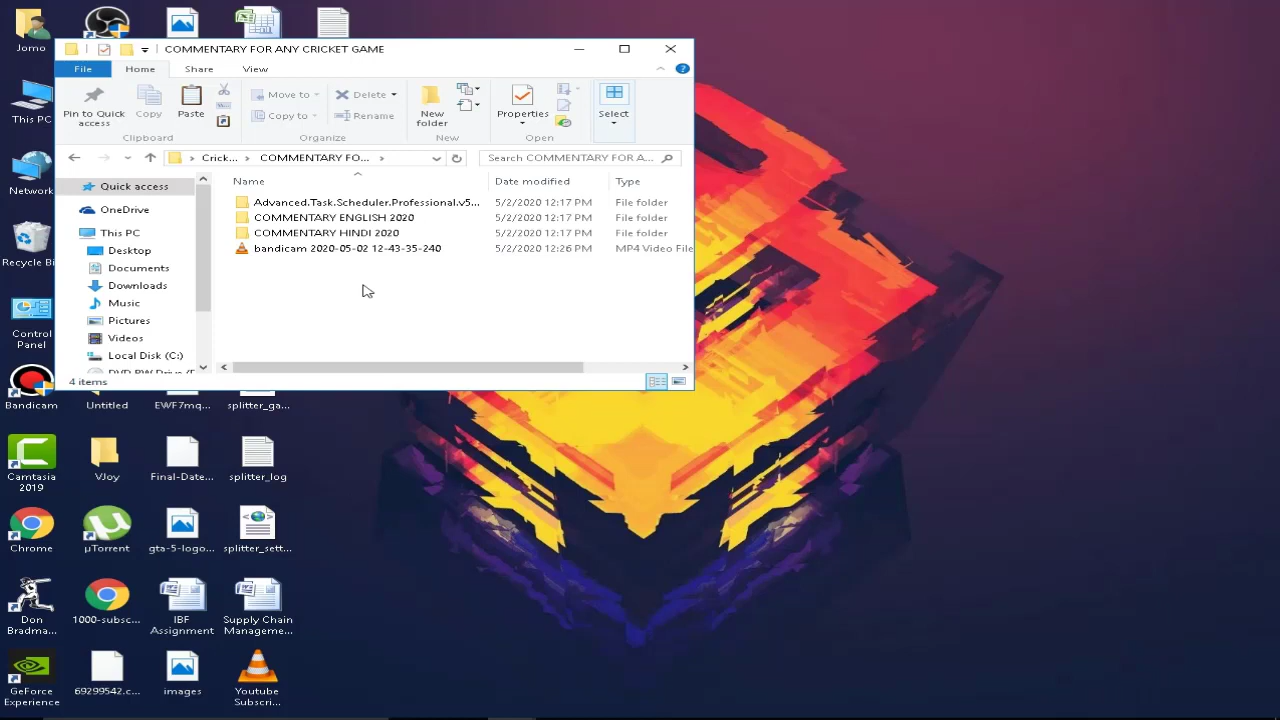 Jomo
COMMENTARY FOR ANY CRICKET GAME
File
Home
Share
View
Pin to Quick
access
Copy
Paste
Move to
Copy to
Delete
Rename
New
folder
Properties
Select
Clipboard
Organize
New
Open
Crick...
COMMENTARY FO...
Search COMMENTARY FOR A...
Name
Date modified
Type
Quick access
OneDrive
This PC
Desktop
Documents
Downloads
Music
Pictures
Videos
Local Disk (C:)
Advanced.Task.Scheduler.Professional.v5... 5/2/2020 12:17 PM File folder
COMMENTARY ENGLISH 2020 5/2/2020 12:17 PM File folder
COMMENTARY HINDI 2020 5/2/2020 12:17 PM File folder
bandicam 2020-05-02 12-43-35-240 5/2/2020 12:26 PM MP4 Video File
4 items
This PC
Network
Recycle Bi
Control
Panel
Bandicam
Untitled
EWF7mq...
splitter_ga...
Camtasia
2019
VJoy
Final-Date...
splitter_log
Chrome
µTorrent
gta-5-logo...
splitter_sett...
Don
Bradma...
1000-subsc...
IBF
Assignment
Supply Chain
Manageme...
GeForce
Experience
69299542.c...
images
Youtube
Subscri...